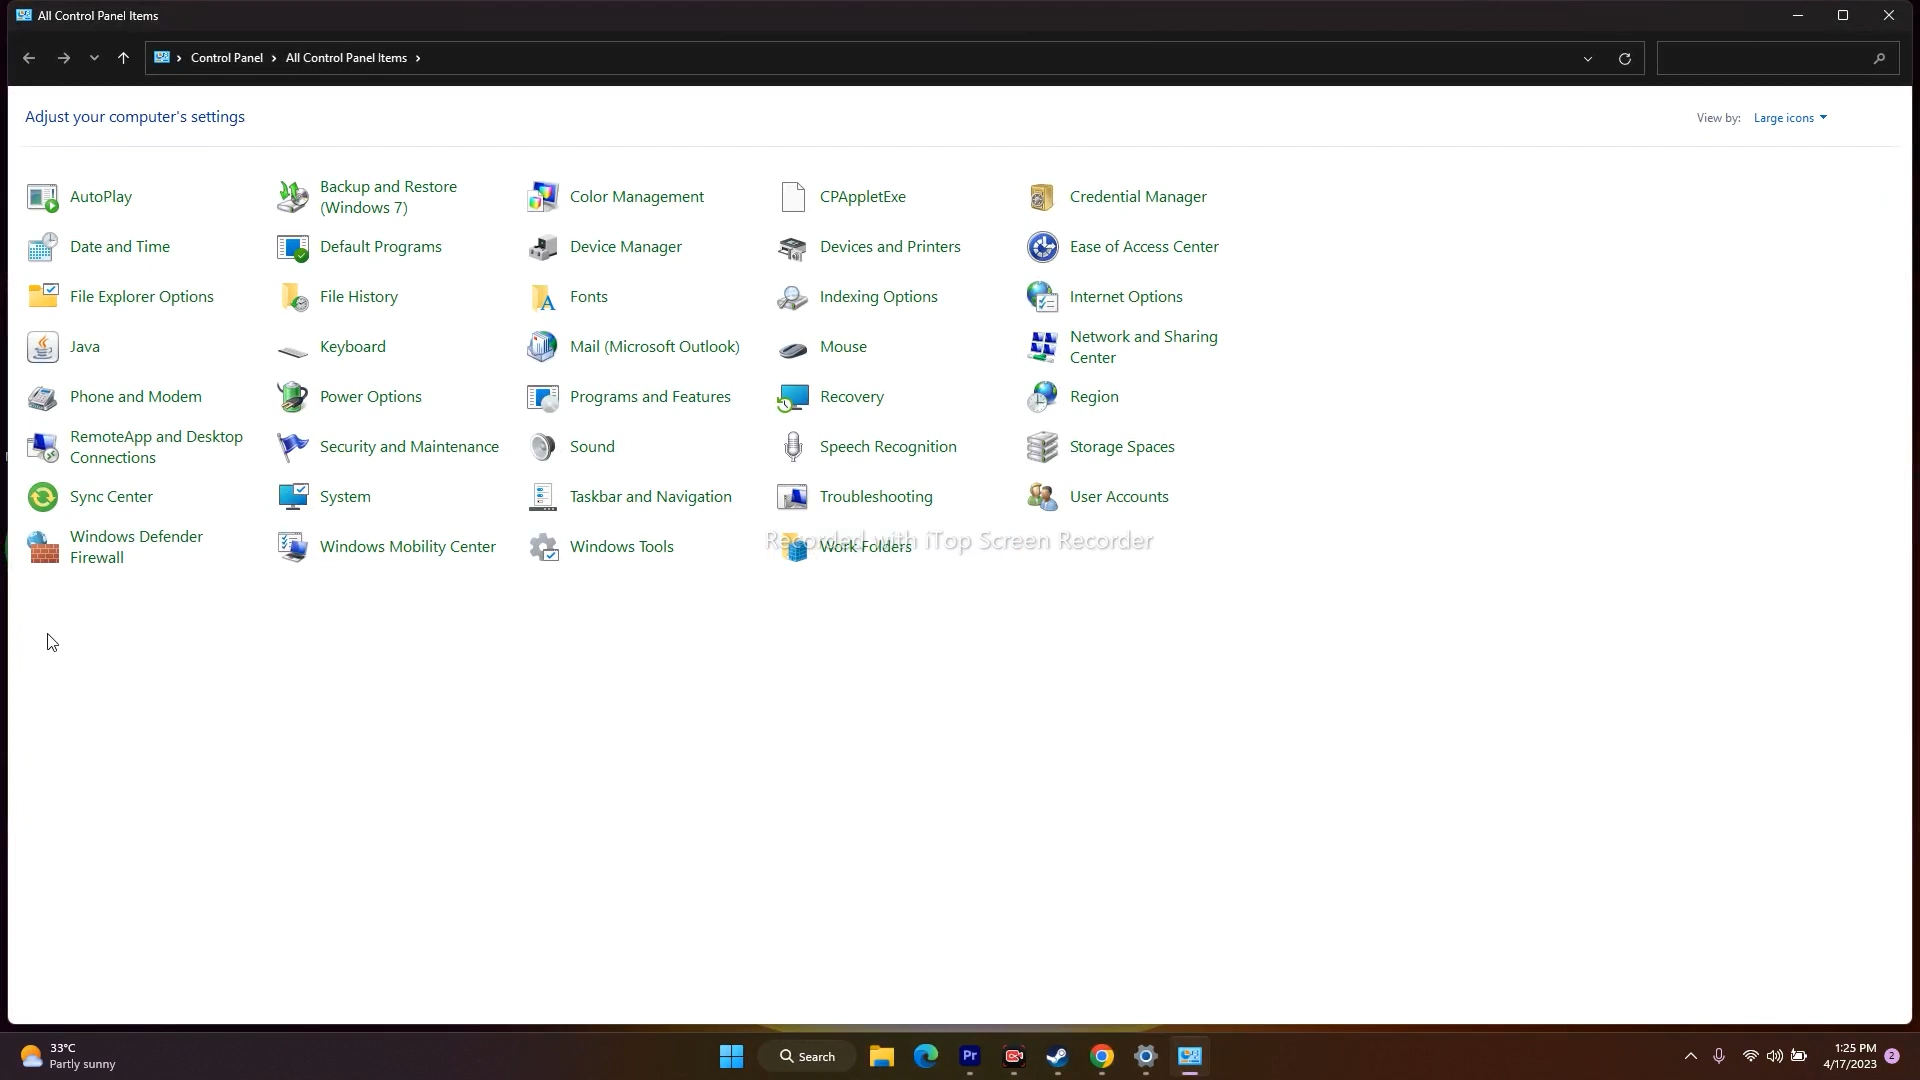 All Control Panel Items
Control Panel
All Control Panel Items
Adjust your computer's settings
View by:
Large icons
AutoPlay
Backup and Restore
(Windows 7)
Color Management
CPAppletExe
Credential Manager
Date and Time
Default Programs
Device Manager
Devices and Printers
Ease of Access Center
File Explorer Options
File History
Fonts
Indexing Options
Internet Options
Java
Keyboard
Mail (Microsoft Outlook)
Mouse
Network and Sharing
Center
Phone and Modem
Power Options
Programs and Features
Recovery
Region
RemoteApp and Desktop
Connections
Security and Maintenance
Sound
Speech Recognition
Storage Spaces
Sync Center
System
Taskbar and Navigation
Troubleshooting
User Accounts
Windows Defender
Firewall
Windows Mobility Center
Windows Tools
Work Folders
Recorded with iTop Screen Recorder
33°C
Partly sunny
Search
Pr
1:25 PM
4/17/2023
2